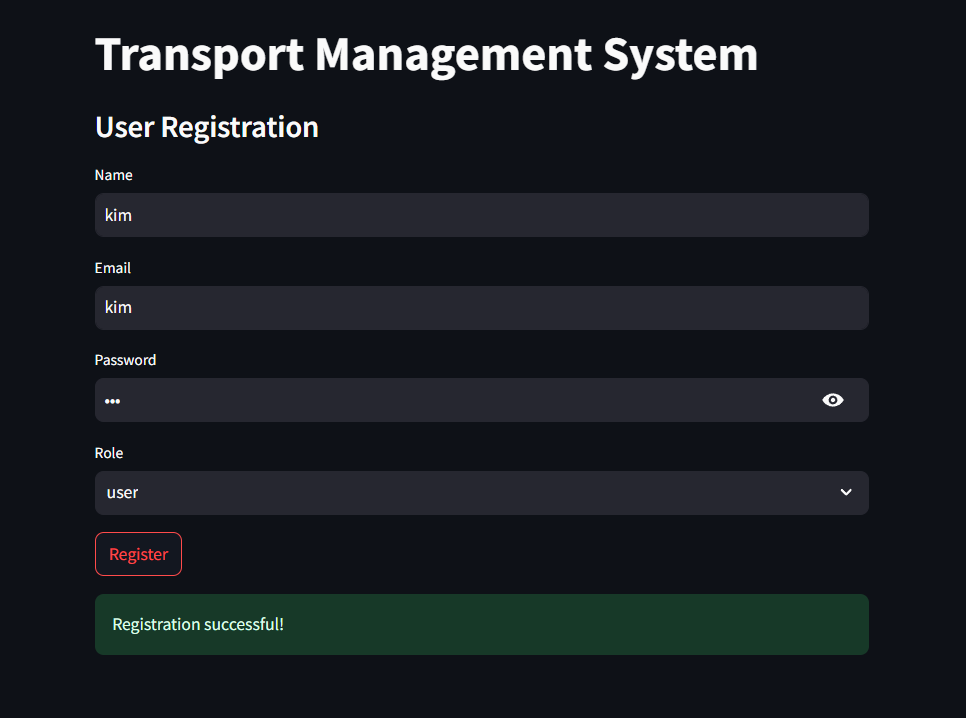 Transport Management System
User Registration
Name
kim
Email
kim
Password
•••
Role
user
Register
Registration successful!